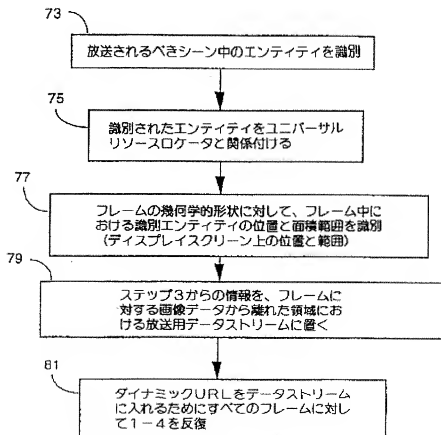 73
放送されるべきシーン中のエンティティを識別
75
識別されたエンティティをユニバーサル
リソースロケータと関係付ける
77
フレームの幾何学的形状に対して、フレーム中に
おける識別エンティティの位置と面積範囲を識別
(ディスプレイスクリーン上の位置と範囲)
79
ステップ3からの情報を、フレームに
対する画像データから離れた領域にお
ける放送用データストリームに置く
81
ダイナミックURLをデータストリーム
に入れるためにすべてのフレームに対し
て1－4を反復